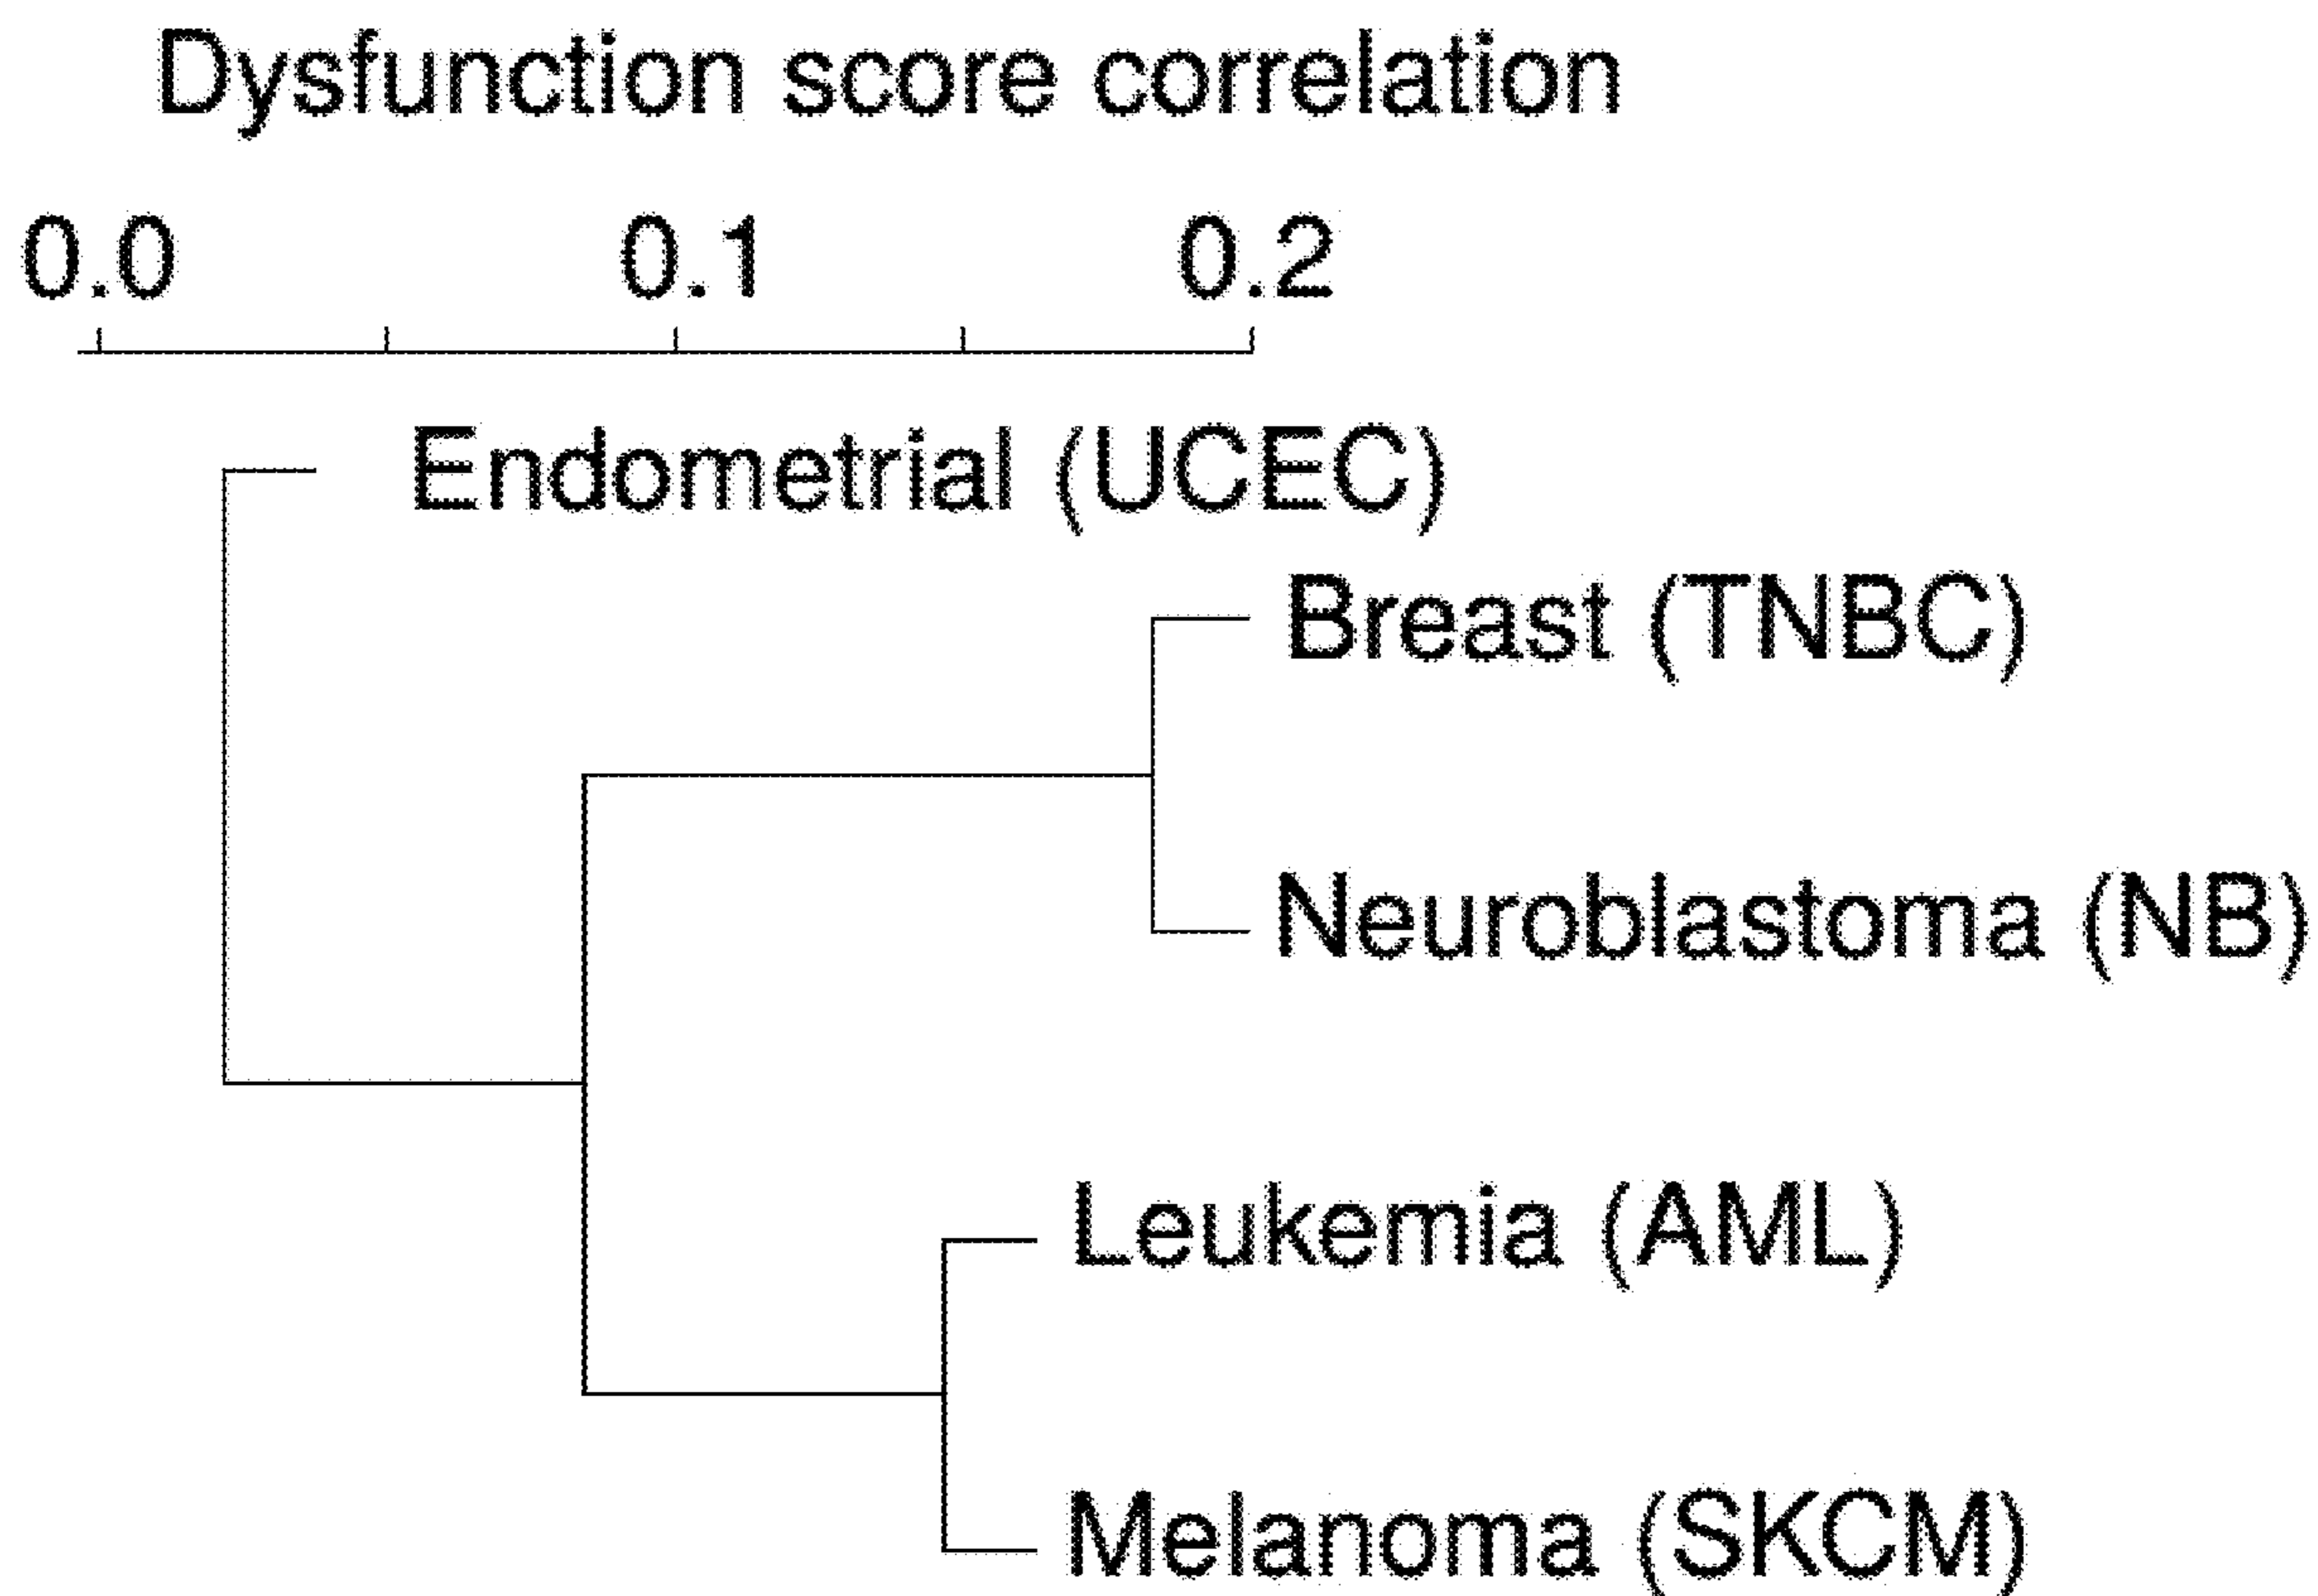 Dysfunction score correlation
0.0 0.1 0.2
Endometrial (UCEC)
Breast (TNBC)
Neuroblastoma (NB)
Leukemia (AML)
Melanoma (SKCM)